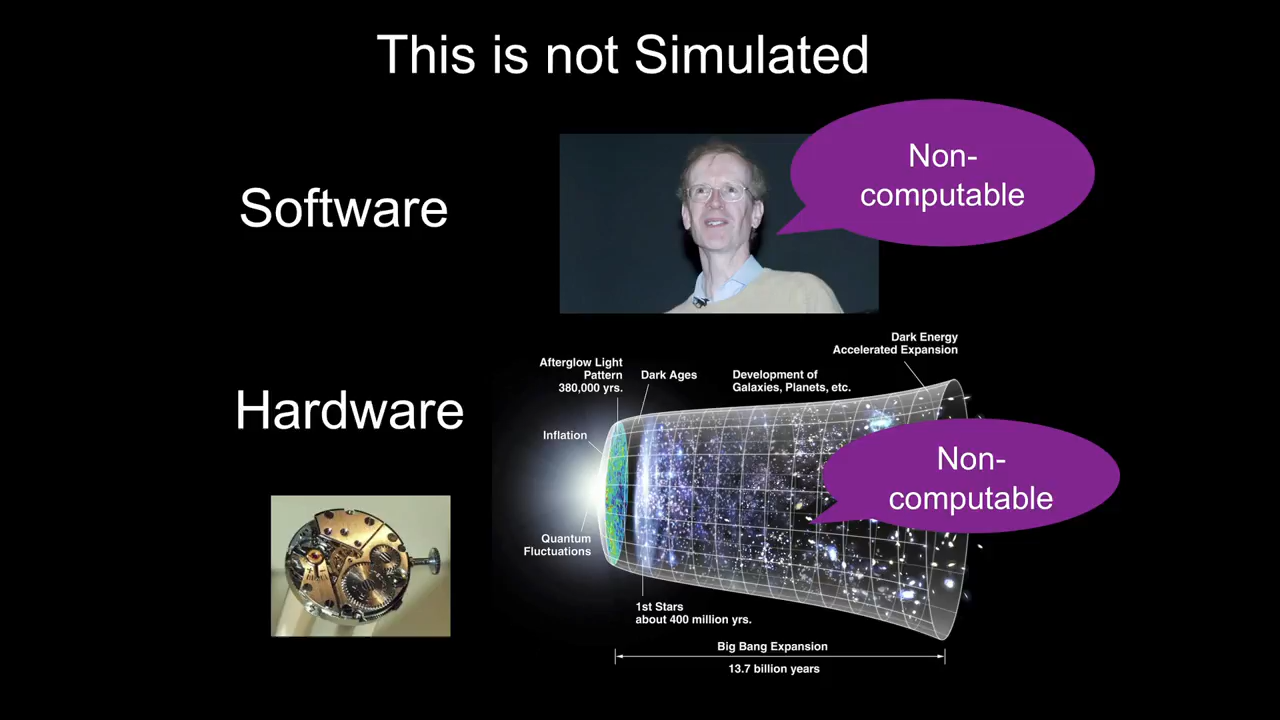 This is not Simulated
Non-
computable
Software
Dark Energy
Accelerated Expansion
Afterglow Light
Pattern
380,000 yrs.
Dark Ages
Development of
Galaxies, Planets, etc.
Hardware
Inflation
Non-
computable
Quantum
Fluctuations
1st Stars
about 400 million yrs.
Big Bang Expansion
13.7 billion years